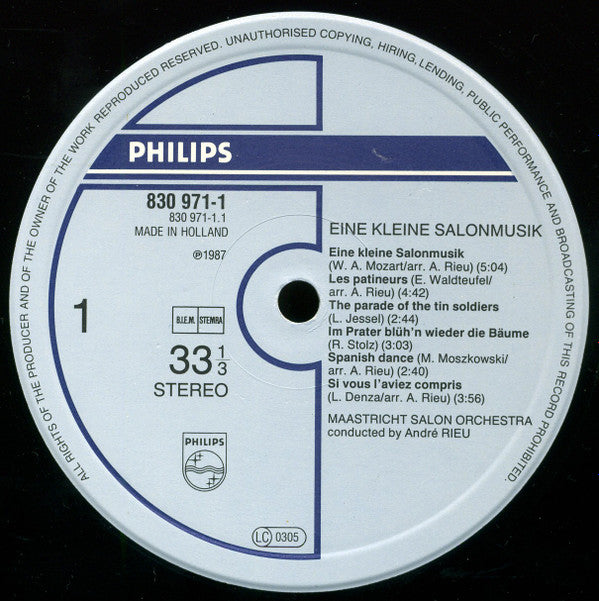 ALL RIGHTS OF THE PRODUCER AND OF THE OWNER OF THE WORK REPRODUCED RESERVED. UNAUTHORISED COPYING, HIRING, LENDING, PUBLIC PERFORMANCE AND BROADCASTING OF THIS RECORD PROHIBITED.
PHILIPS
830 971-1
830 971-1.1
MADE IN HOLLAND
℗1987
1
B.I.E.M. STEMRA
33 1/3
STEREO
PHILIPS
LC 0305
EINE KLEINE SALONMUSIK
Eine kleine Salonmusik
(W. A. Mozart/arr. A. Rieu) (5:04)
Les patineurs (E. Waldteufel/
arr. A. Rieu) (4:42)
The parade of the tin soldiers
(L. Jessel) (2:44)
Im Prater blüh'n wieder die Bäume
(R. Stolz) (3:03)
Spanish dance (M. Moszkowski/
arr. A. Rieu) (2:40)
Si vous l'aviez compris
(L. Denza/arr. A. Rieu) (3:56)
MAASTRICHT SALON ORCHESTRA
conducted by André RIEU